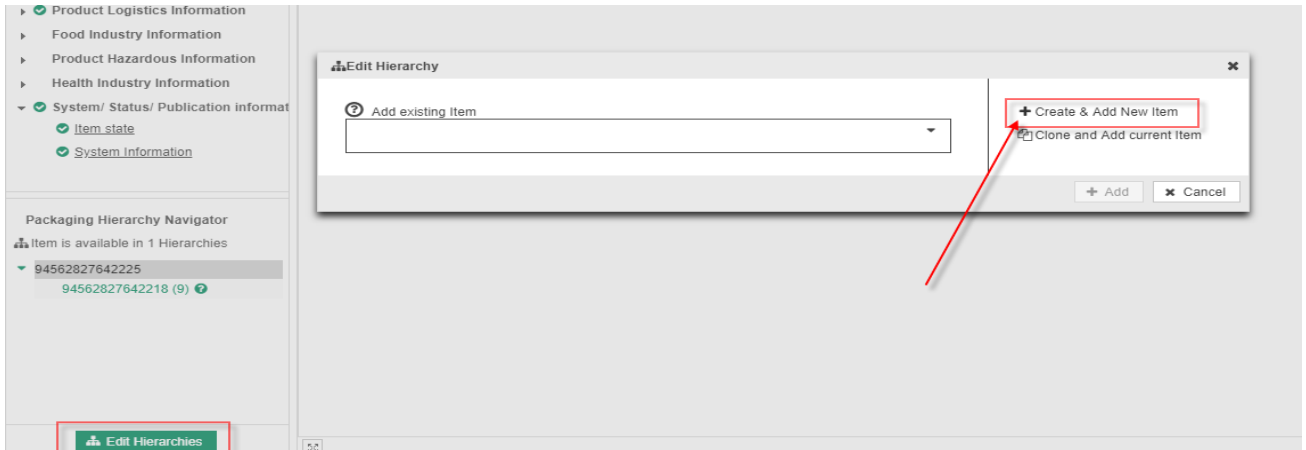 Product Logistics Information
Food Industry Information
Product Hazardous Information
Health Industry Information
System/ Status/ Publication informat
Item state
System Information
Packaging Hierarchy Navigator
Item is available in 1 Hierarchies
94562827642225
94562827642218 (9)
Edit Hierarchies
Edit Hierarchy
Add existing Item
Create & Add New Item
Clone and Add current Item
Add
Cancel